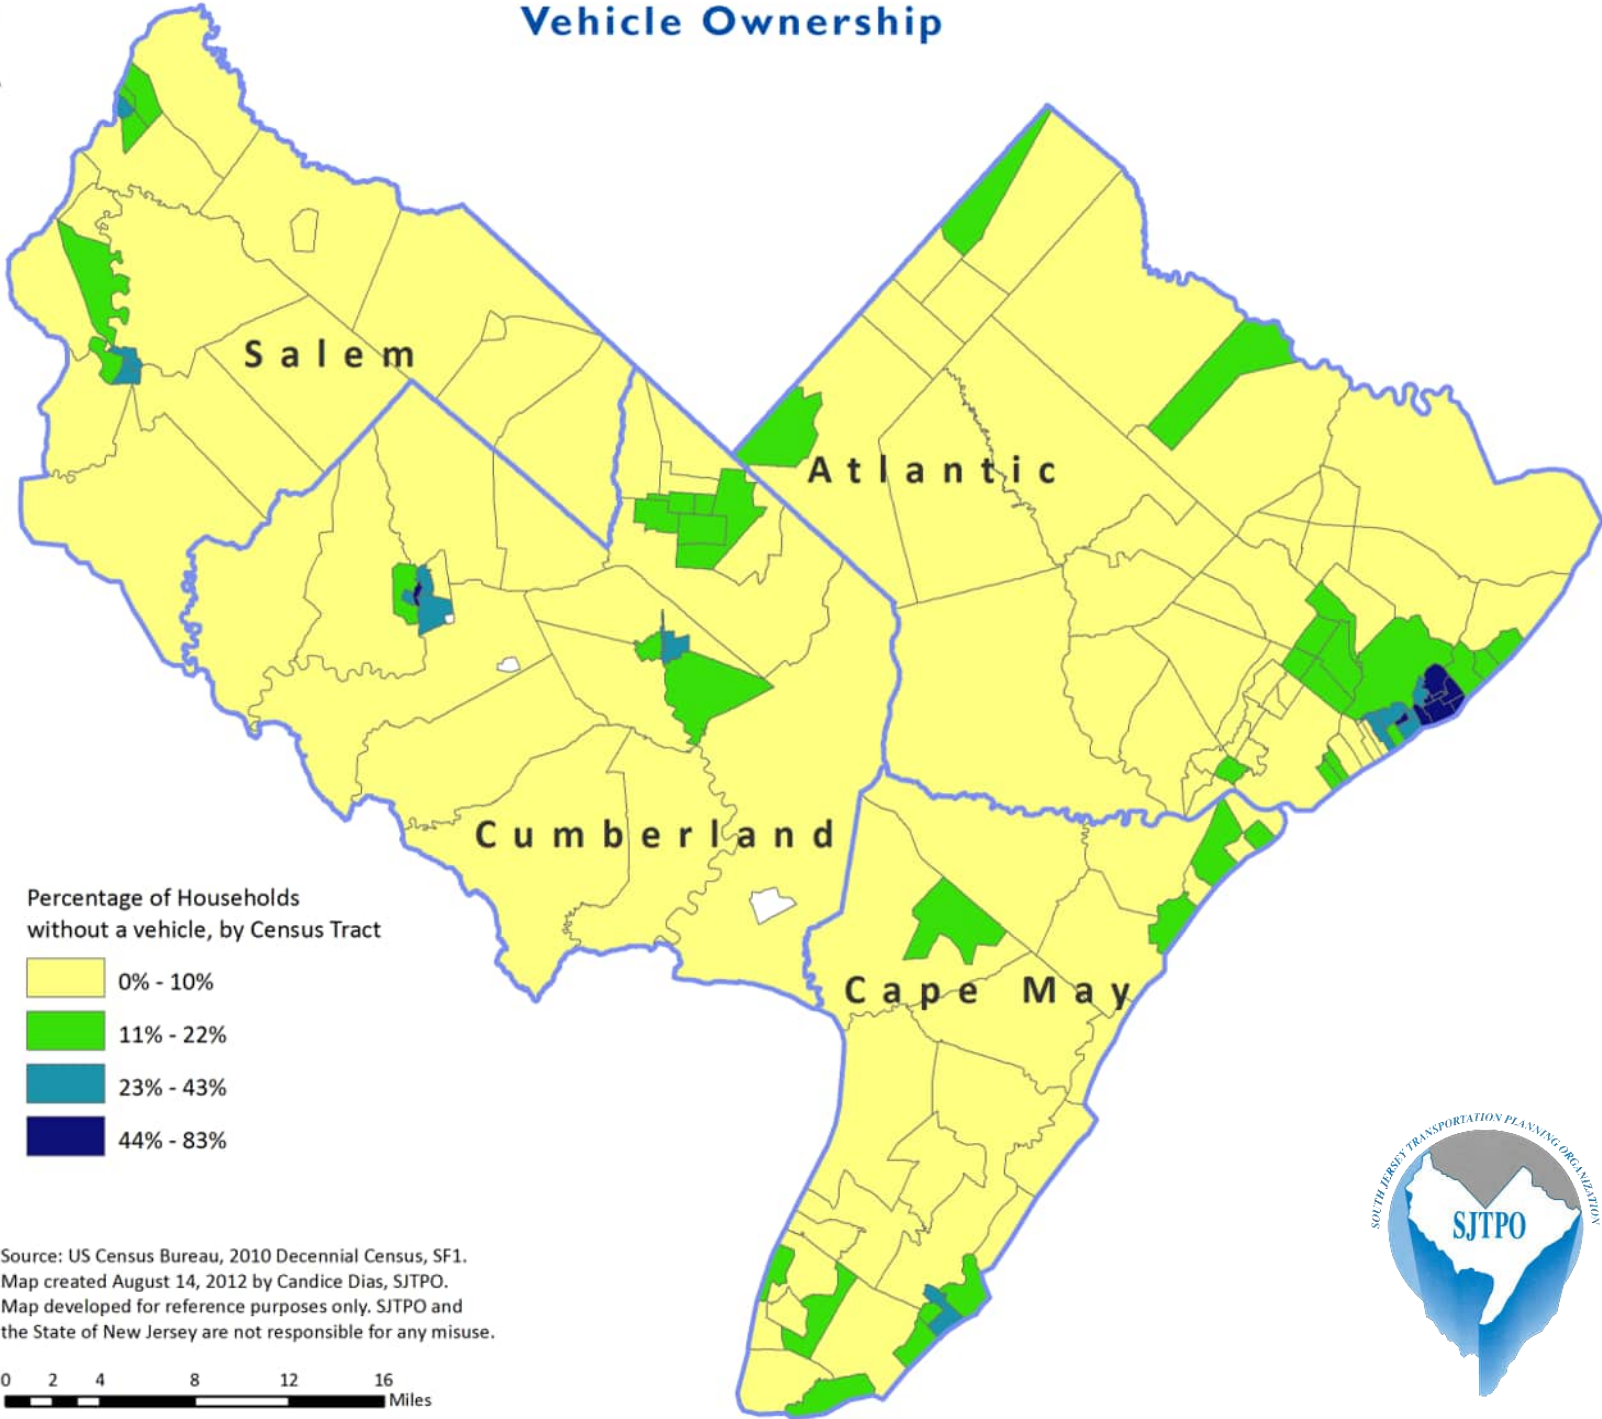 Vehicle Ownership
Salem
Atlantic
Cumberland
Cape May
Percentage of Households
without a vehicle, by Census Tract
0% - 10%
11% - 22%
23% - 43%
44% - 83%
Source: US Census Bureau, 2010 Decennial Census, SF1.
Map created August 14, 2012 by Candice Dias, SJTPO.
Map developed for reference purposes only. SJTPO and
the State of New Jersey are not responsible for any misuse.
0 2 4 8 12 16
Miles
SOUTH JERSEY TRANSPORTATION PLANNING ORGANIZATION
SJTPO